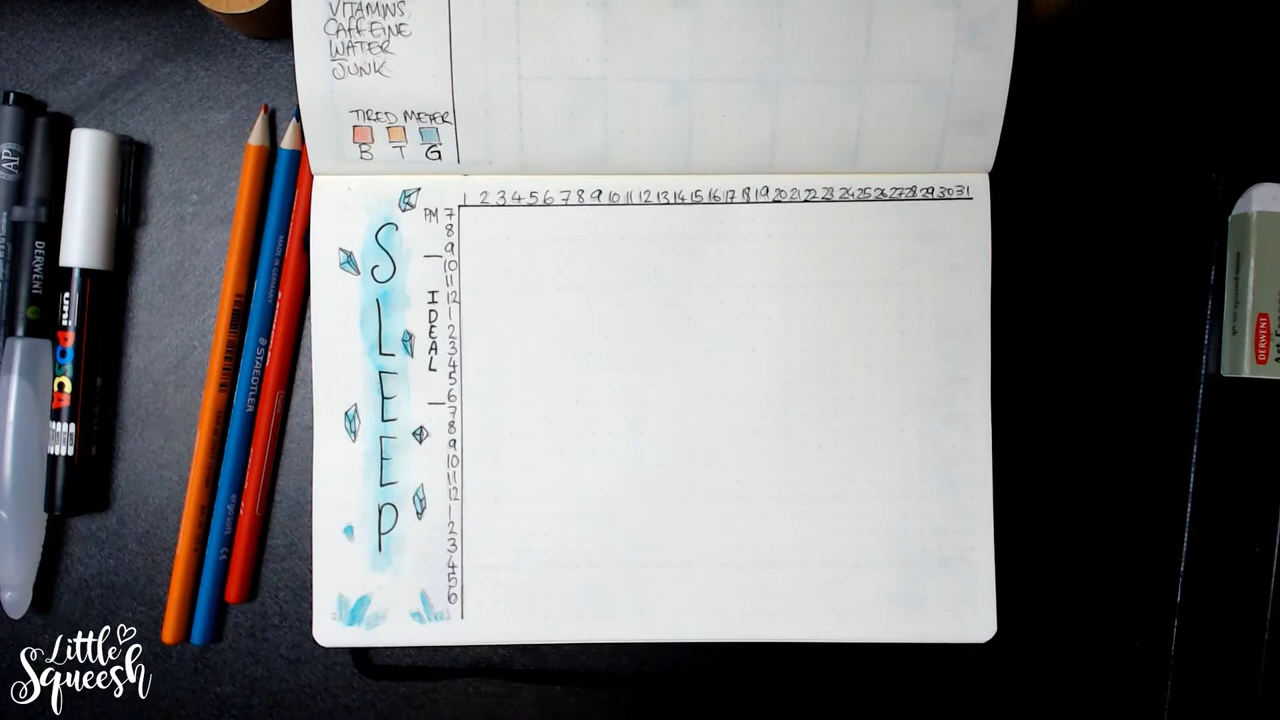 VITAMINS
CAFFEINE
WATER
JUNK
TIRED METER
B T G
1 2 3 4 5 6 7 8 9 10 11 12 13 14 15 16 17 18 19 20 21 22 23 24 25 26 27 28 29 30 31
SLEEP
PM 7
8
9
10
11
12
1
2
3
4
5
6
7
8
9
10
11
12
1
2
3
4
5
6
IDEAL
AP
DERWENT
uni POSCA
MADE IN GERMANY
STAEDTLER
ergosoft
DERWENT
Little
Squeesh